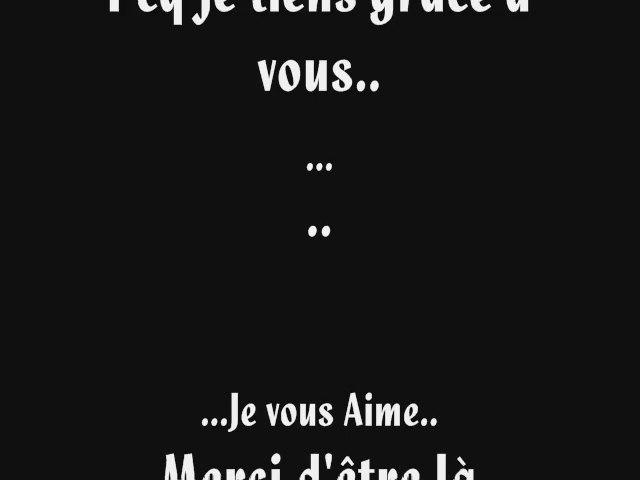 Pcq Je tiens grâce à
vous..
...
..
...Je vous Aime..
Merci d'être là